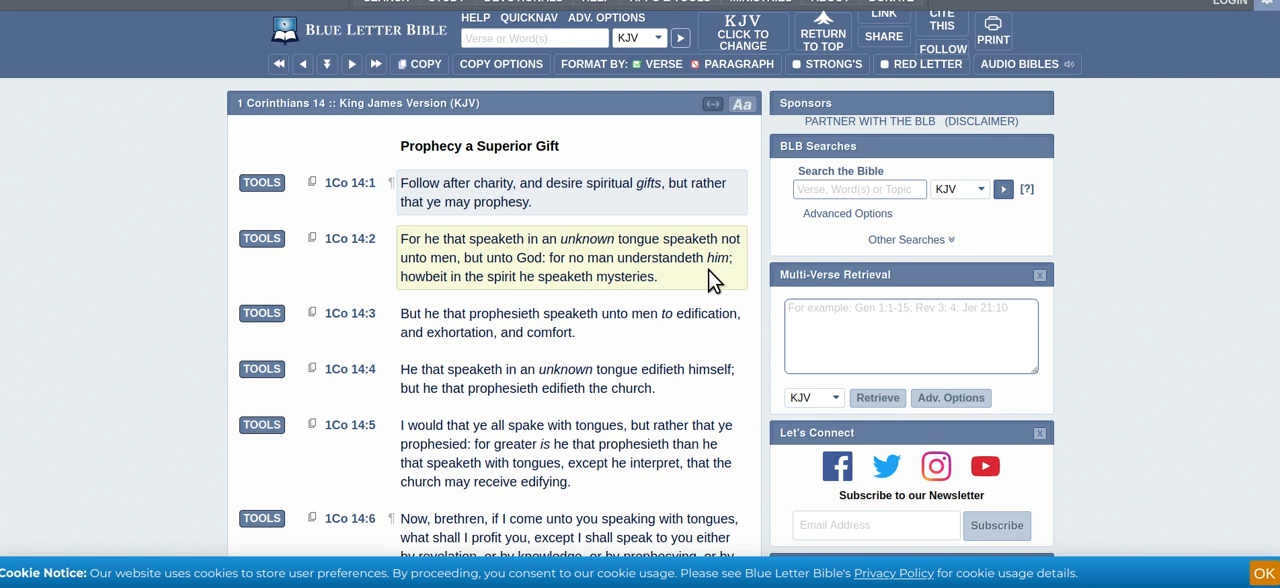 LOGIN
BLUE LETTER BIBLE
HELP QUICKNAV ADV. OPTIONS
Verse or Word(s)
KJV
KJV
CLICK TO
CHANGE
RETURN
TO TOP
LINK
SHARE
CITE
THIS
FOLLOW
PRINT
COPY
COPY OPTIONS
FORMAT BY: VERSE PARAGRAPH
STRONG'S
RED LETTER
AUDIO BIBLES
1 Corinthians 14 :: King James Version (KJV)
Aa
Prophecy a Superior Gift
TOOLS 1Co 14:1 ¶ Follow after charity, and desire spiritual gifts, but rather
that ye may prophesy.
TOOLS 1Co 14:2 For he that speaketh in an unknown tongue speaketh not
unto men, but unto God: for no man understandeth him;
howbeit in the spirit he speaketh mysteries.
TOOLS 1Co 14:3 But he that prophesieth speaketh unto men to edification,
and exhortation, and comfort.
TOOLS 1Co 14:4 He that speaketh in an unknown tongue edifieth himself;
but he that prophesieth edifieth the church.
TOOLS 1Co 14:5 I would that ye all spake with tongues, but rather that ye
prophesied: for greater is he that prophesieth than he
that speaketh with tongues, except he interpret, that the
church may receive edifying.
TOOLS 1Co 14:6 ¶ Now, brethren, if I come unto you speaking with tongues,
what shall I profit you, except I shall speak to you either
by revelation, or by knowledge, or by prophesying, or by
Sponsors
PARTNER WITH THE BLB (DISCLAIMER)
BLB Searches
Search the Bible
Verse, Word(s) or Topic
KJV
[?]
Advanced Options
Other Searches
Multi-Verse Retrieval
X
For example: Gen 1:1-15; Rev 3; 4; Jer 21:10
KJV
Retrieve
Adv. Options
Let's Connect
X
Subscribe to our Newsletter
Email Address
Subscribe
Cookie Notice: Our website uses cookies to store user preferences. By proceeding, you consent to our cookie usage. Please see Blue Letter Bible's Privacy Policy for cookie usage details.
OK